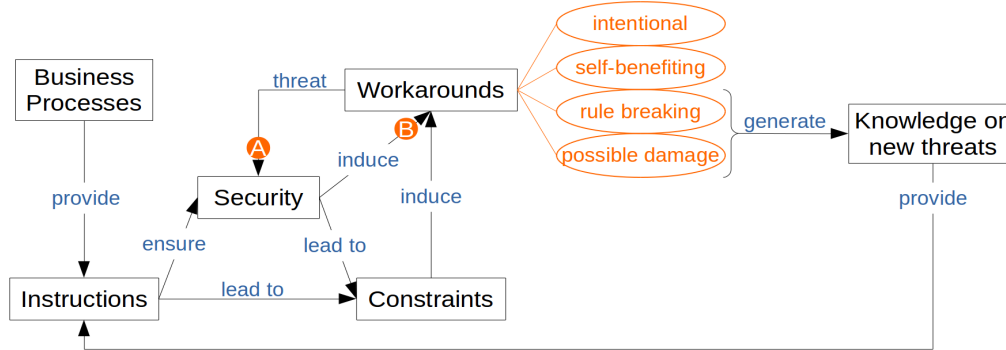 intentional
self-benefiting
rule breaking
possible damage
Business
Processes
threat
Workarounds
generate
Knowledge on
new threats
A
B
induce
provide
Security
induce
provide
ensure
lead to
Instructions
lead to
Constraints